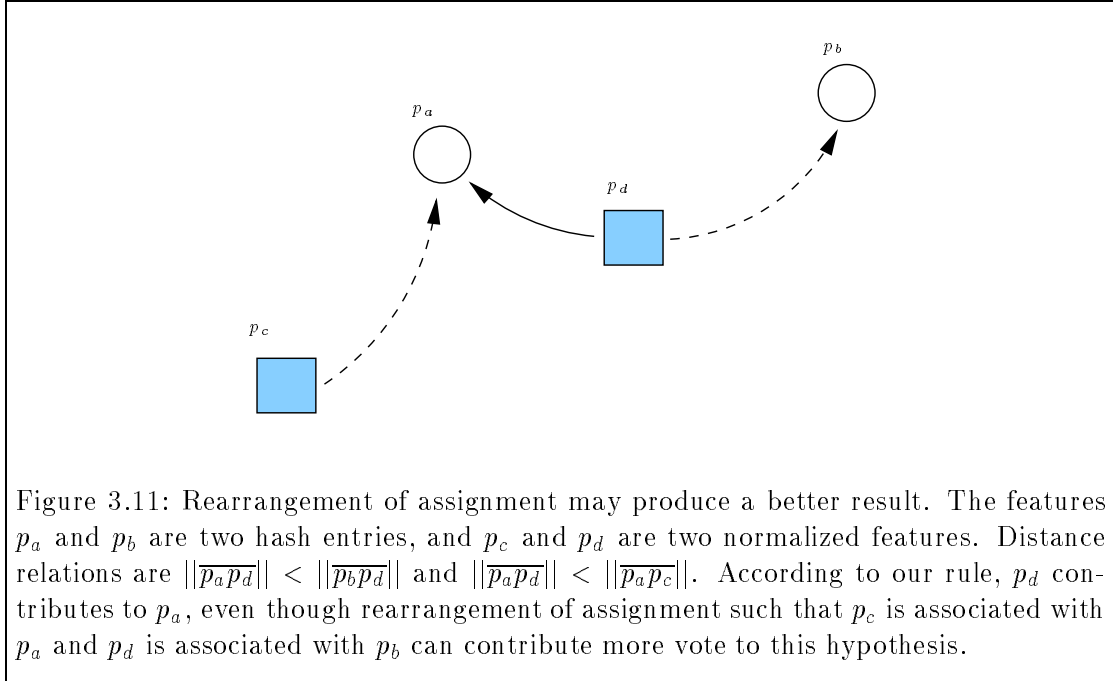 p b
p a
p d
p c
Figure 3.11: Rearrangement of assignment may produce a better result. The features
p_a and p_b are two hash entries, and p_c and p_d are two normalized features. Distance
relations are ||\overline{p_a p_d}|| < ||\overline{p_b p_d}|| and ||\overline{p_a p_d}|| < ||\overline{p_a p_c}||. According to our rule, p_d con-
tributes to p_a, even though rearrangement of assignment such that p_c is associated with
p_a and p_d is associated with p_b can contribute more vote to this hypothesis.